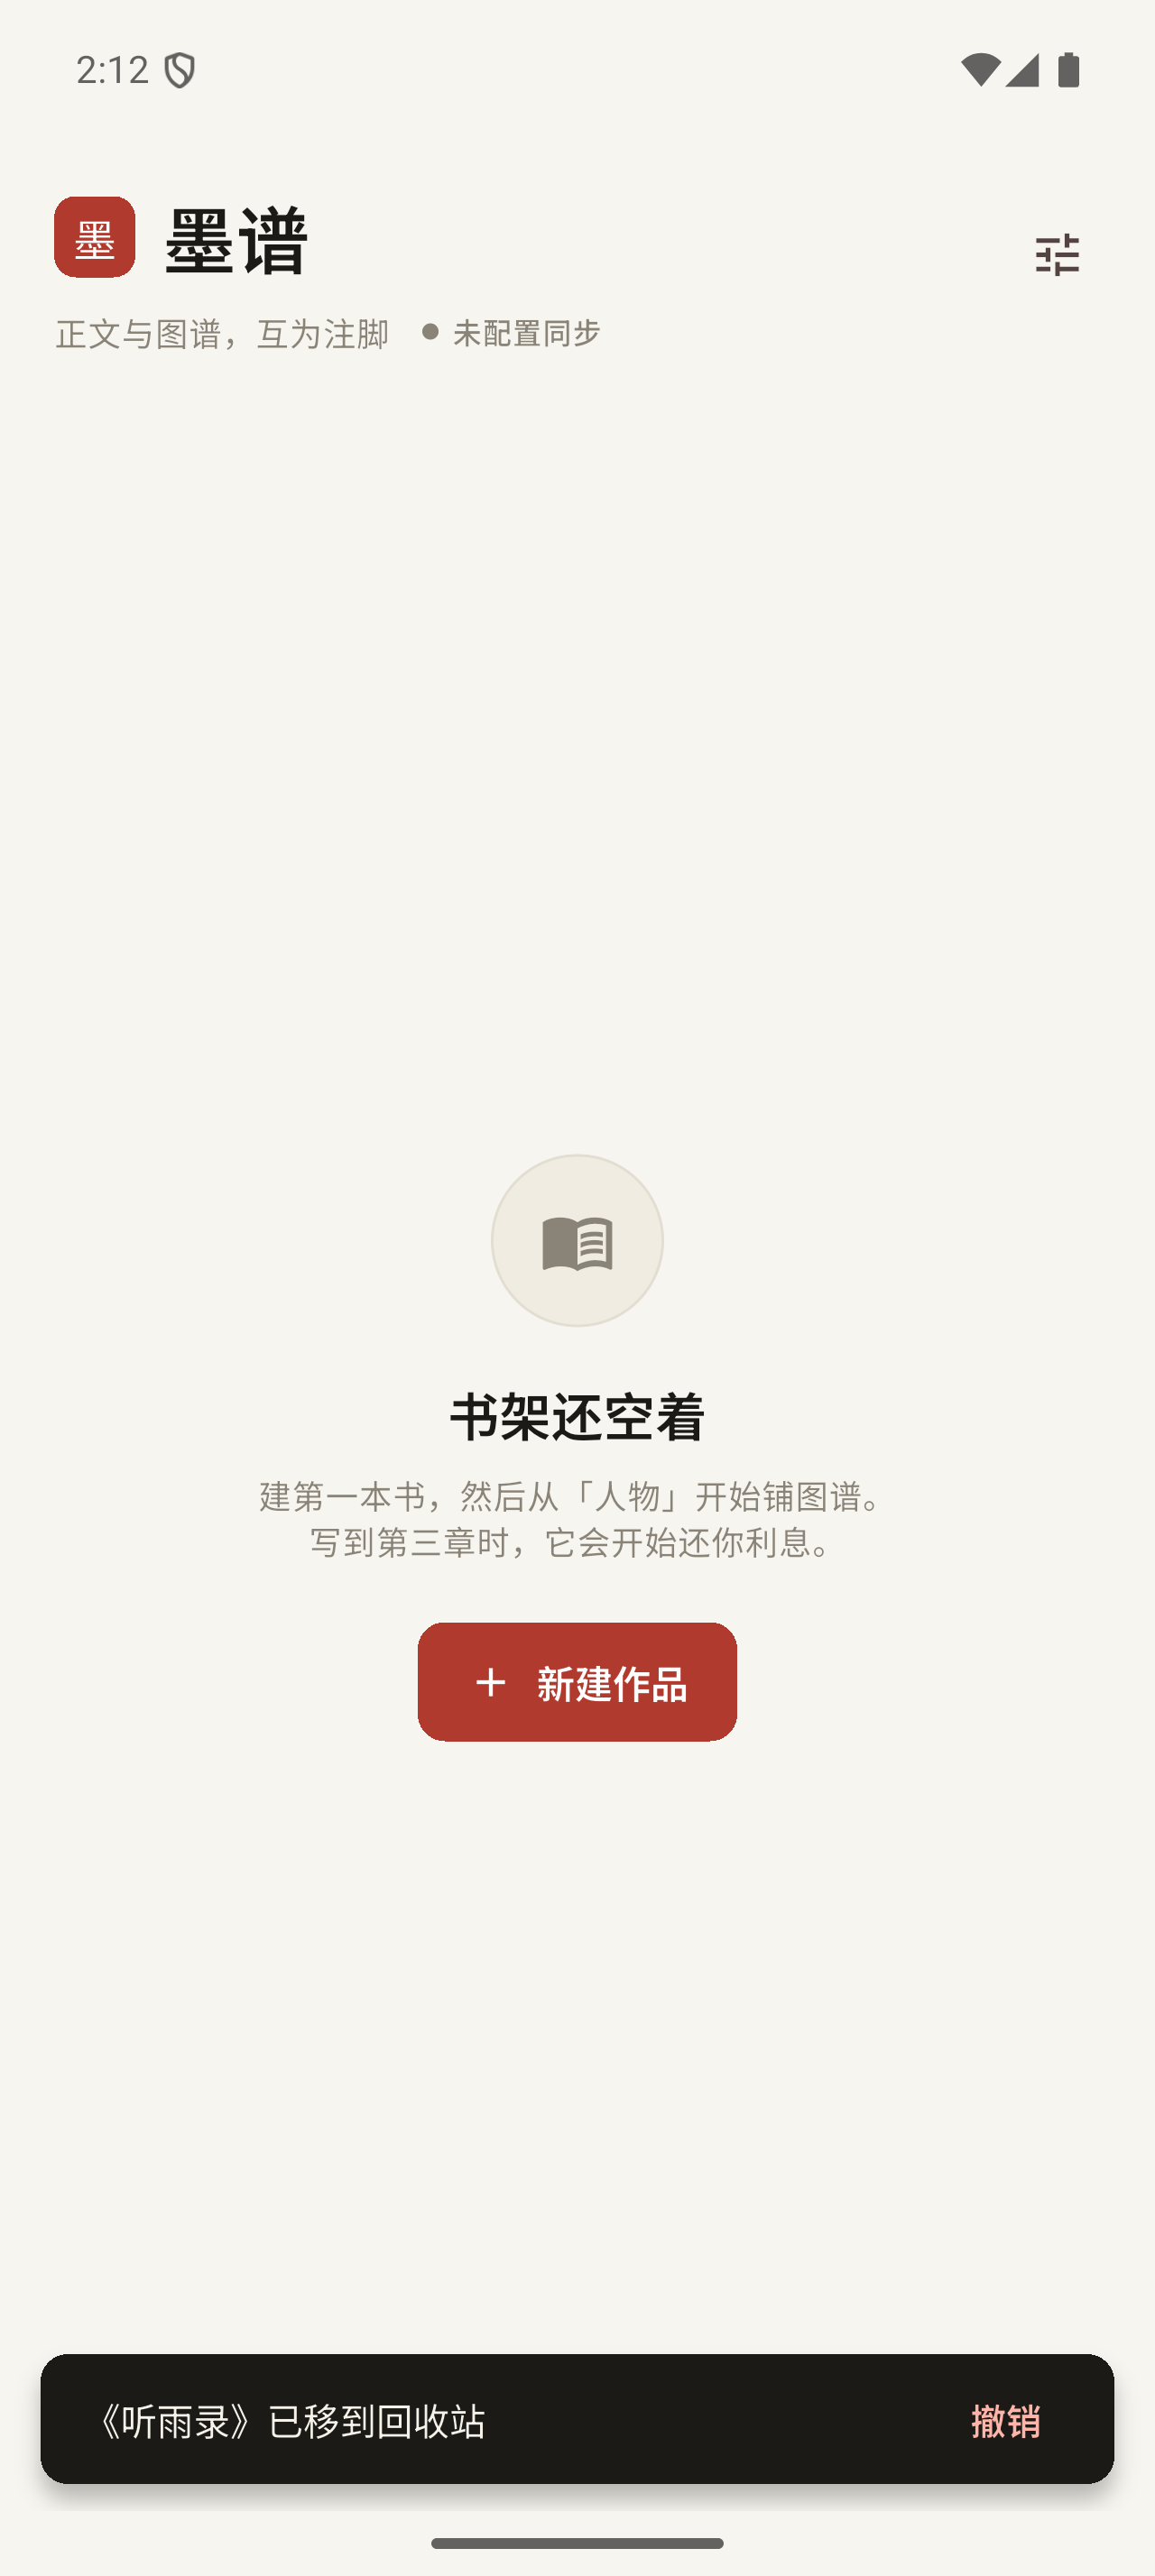 2:12
墨 墨谱
正文与图谱，互为注脚 未配置同步
书架还空着
建第一本书，然后从「人物」开始铺图谱。
写到第三章时，它会开始还你利息。
+ 新建作品
《听雨录》已移到回收站 撤销